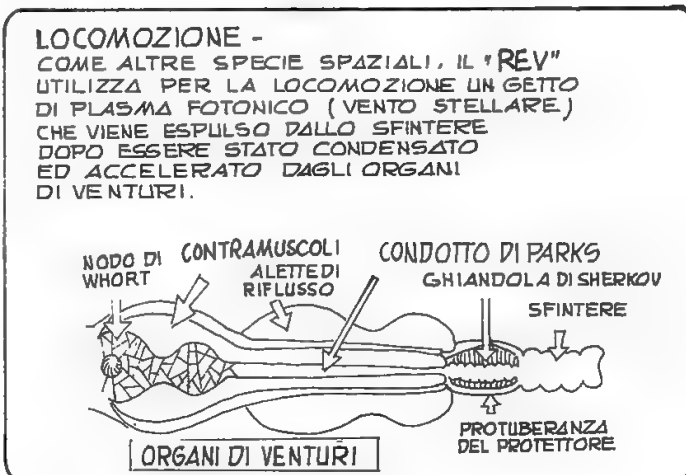 LOCOMOZIONE -
COME ALTRE SPECIE SPAZIALI, IL "REV"
UTILIZZA PER LA LOCOMOZIONE UN GETTO
DI PLASMA FOTONICO (VENTO STELLARE)
CHE VIENE ESPULSO DALLO SFINTERE
DOPO ESSERE STATO CONDENSATO
ED ACCELERATO DAGLI ORGANI
DI VENTURI.
NODO DI
WHORT
CONTRAMUSCOLI
ALETTE DI
RIFLUSSO
CONDOTTO DI PARKS
GHIANDOLA DI SHERKOV
SFINTERE
PROTUBERANZA
DEL PROTETTORE
ORGANI DI VENTURI